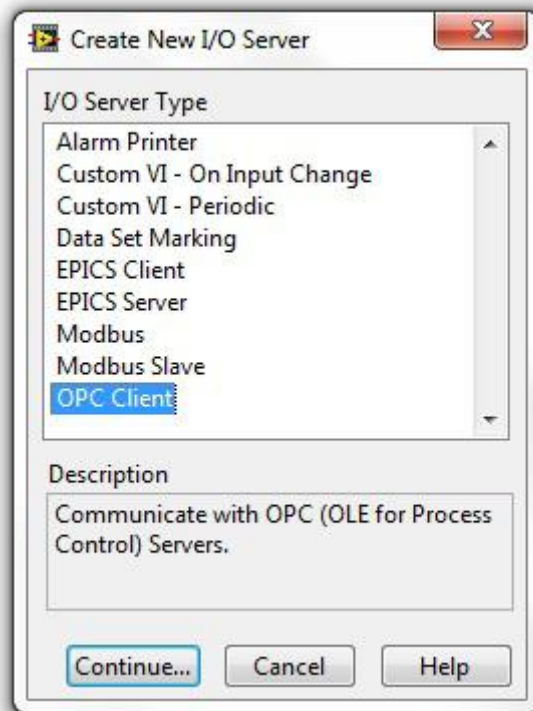 Create New I/O Server
I/O Server Type
Alarm Printer
Custom VI - On Input Change
Custom VI - Periodic
Data Set Marking
EPICS Client
EPICS Server
Modbus
Modbus Slave
OPC Client
Description
Communicate with OPC (OLE for Process
Control) Servers.
Continue... Cancel Help